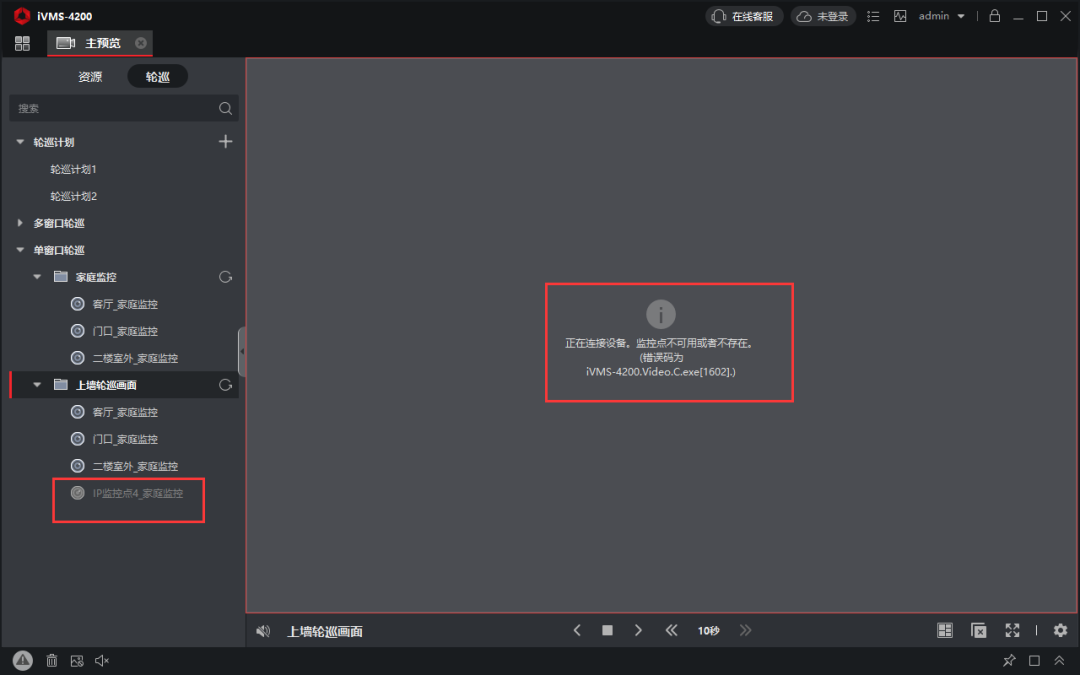 iVMS-4200
在线客服
未登录
admin
主预览
资源
轮巡
搜索
轮巡计划
轮巡计划1
轮巡计划2
多窗口轮巡
单窗口轮巡
家庭监控
客厅_家庭监控
门口_家庭监控
二楼室外_家庭监控
上墙轮巡画面
客厅_家庭监控
门口_家庭监控
二楼室外_家庭监控
IP监控点4_家庭监控
正在连接设备。监控点不可用或者不存在。
(错误码为
iVMS-4200.Video.C.exe[1602].)
上墙轮巡画面
10秒